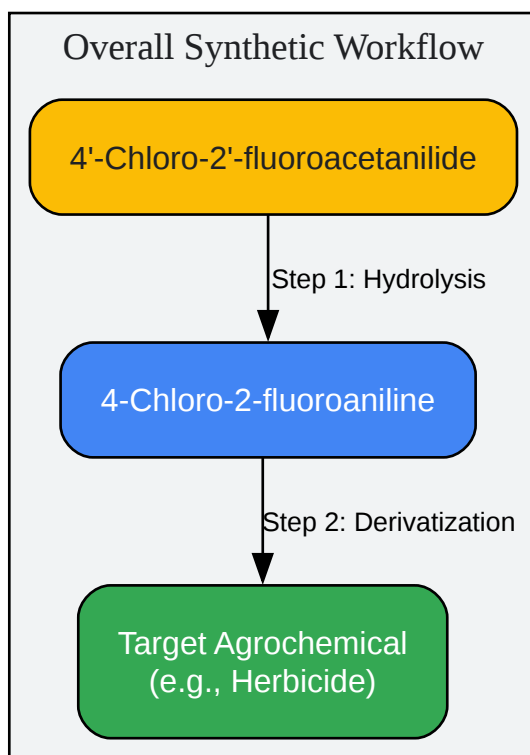 Overall Synthetic Workflow
4'-Chloro-2'-fluoroacetanilide
Step 1: Hydrolysis
4-Chloro-2-fluoroaniline
Step 2: Derivatization
Target Agrochemical
(e.g., Herbicide)